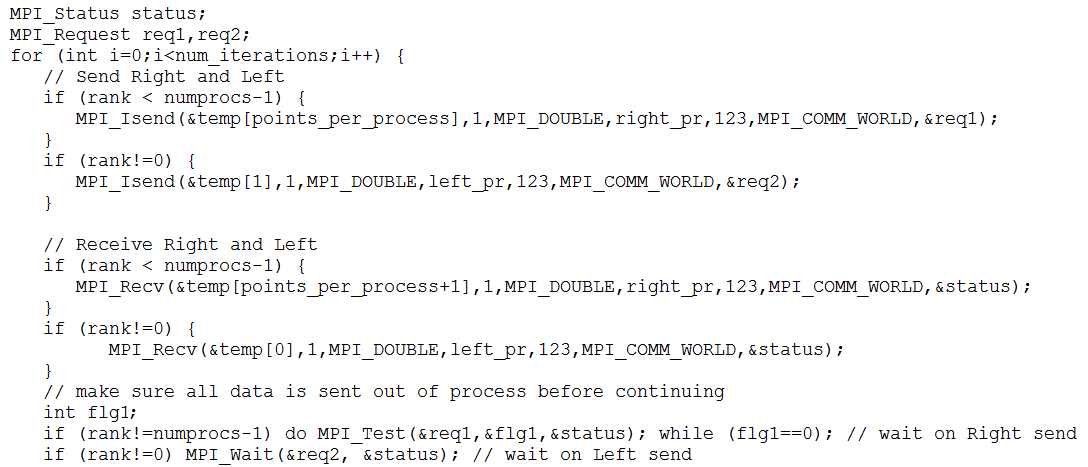 MPI_Status status;
MPI_Request req1,req2;
for (int i=0;i<num_iterations;i++) {
   // Send Right and Left
   if (rank < numprocs-1) {
      MPI_Isend(&temp[points_per_process],1,MPI_DOUBLE,right_pr,123,MPI_COMM_WORLD,&req1);
   }
   if (rank!=0) {
      MPI_Isend(&temp[1],1,MPI_DOUBLE,left_pr,123,MPI_COMM_WORLD,&req2);
   }

   // Receive Right and Left
   if (rank < numprocs-1) {
      MPI_Recv(&temp[points_per_process+1],1,MPI_DOUBLE,right_pr,123,MPI_COMM_WORLD,&status);
   }
   if (rank!=0) {
         MPI_Recv(&temp[0],1,MPI_DOUBLE,left_pr,123,MPI_COMM_WORLD,&status);
   }
   // make sure all data is sent out of process before continuing
   int flg1;
   if (rank!=numprocs-1) do MPI_Test(&req1,&flg1,&status); while (flg1==0); // wait on Right send
   if (rank!=0) MPI_Wait(&req2, &status); // wait on Left send